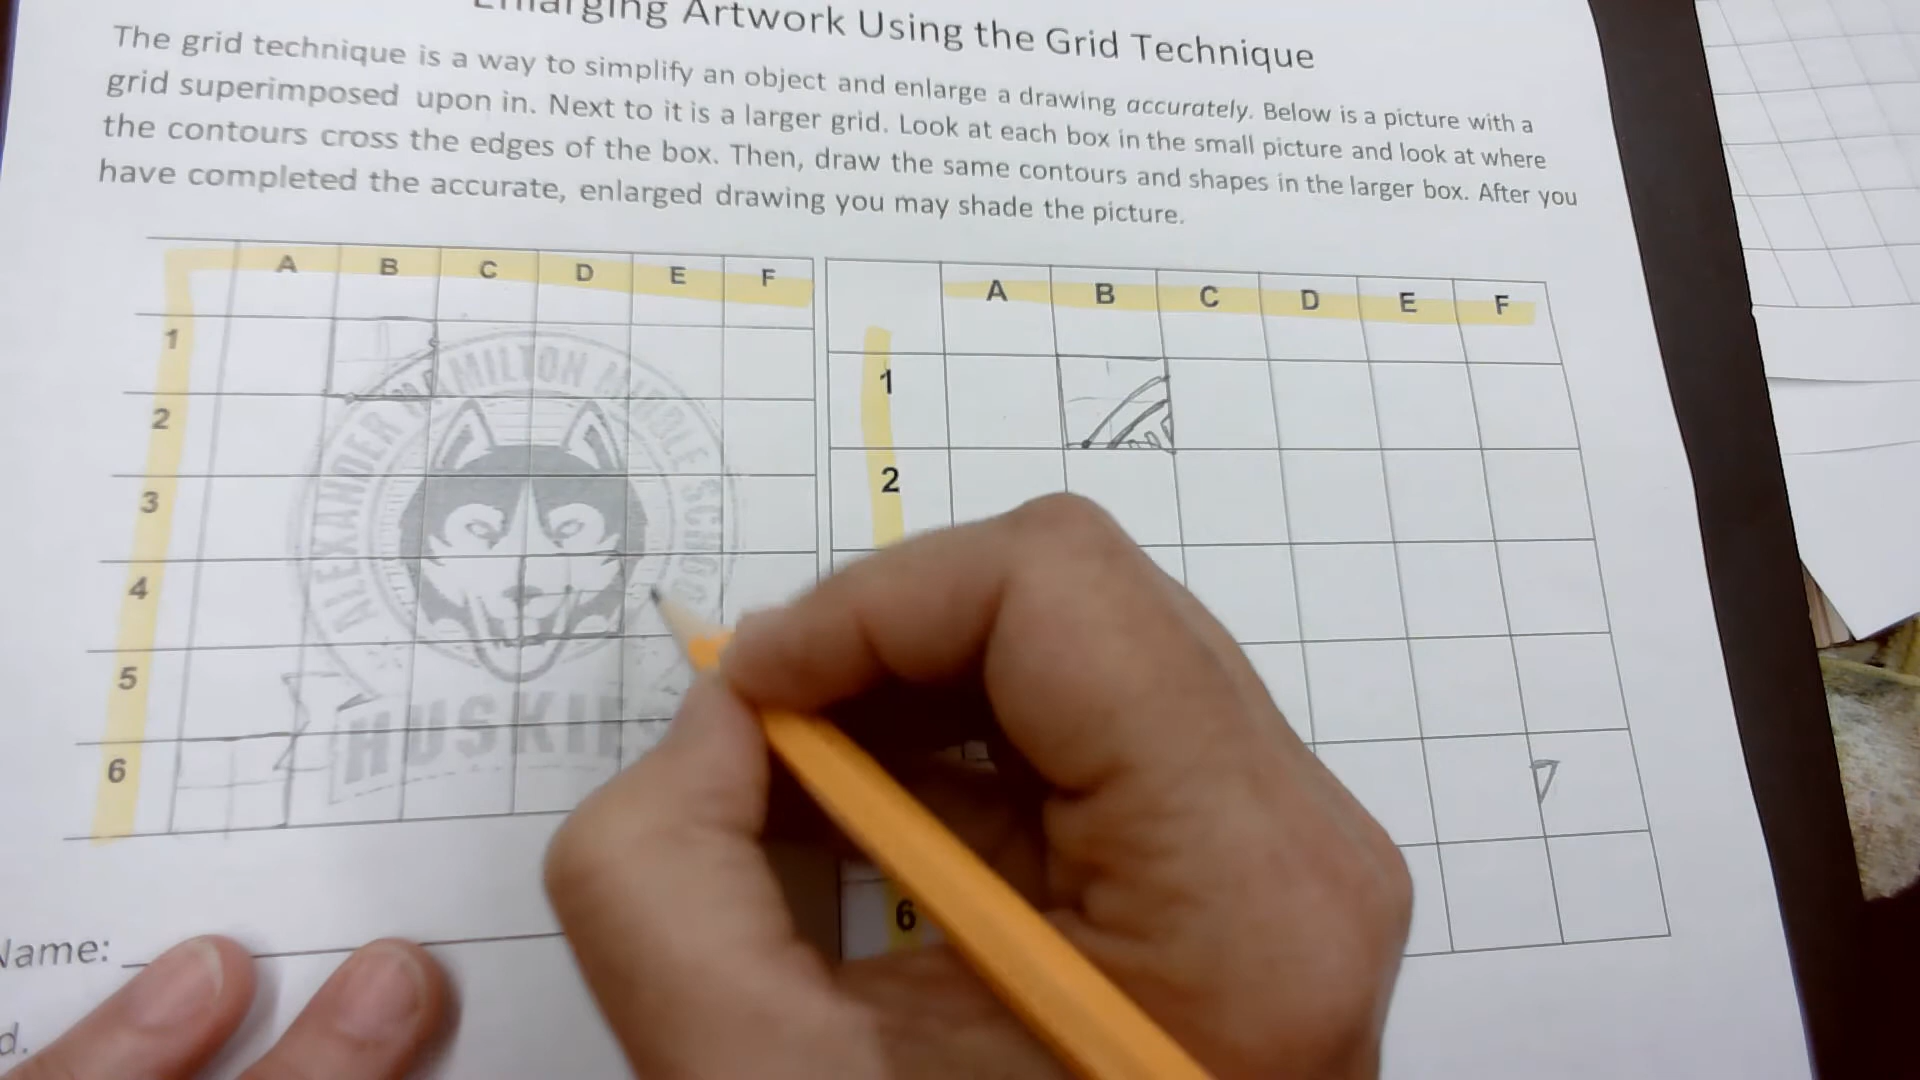 Enlarging Artwork Using the Grid Technique
The grid technique is a way to simplify an object and enlarge a drawing accurately. Below is a picture with a
grid superimposed upon in. Next to it is a larger grid. Look at each box in the small picture and look at where
the contours cross the edges of the box. Then, draw the same contours and shapes in the larger box. After you
have completed the accurate, enlarged drawing you may shade the picture.
A B C D E F
1
2
3
4
5
6
ALEXANDER HAMILTON MIDDLE SCHOO
HUSKIE
A B C D E F
1
2
6
Name:
d.